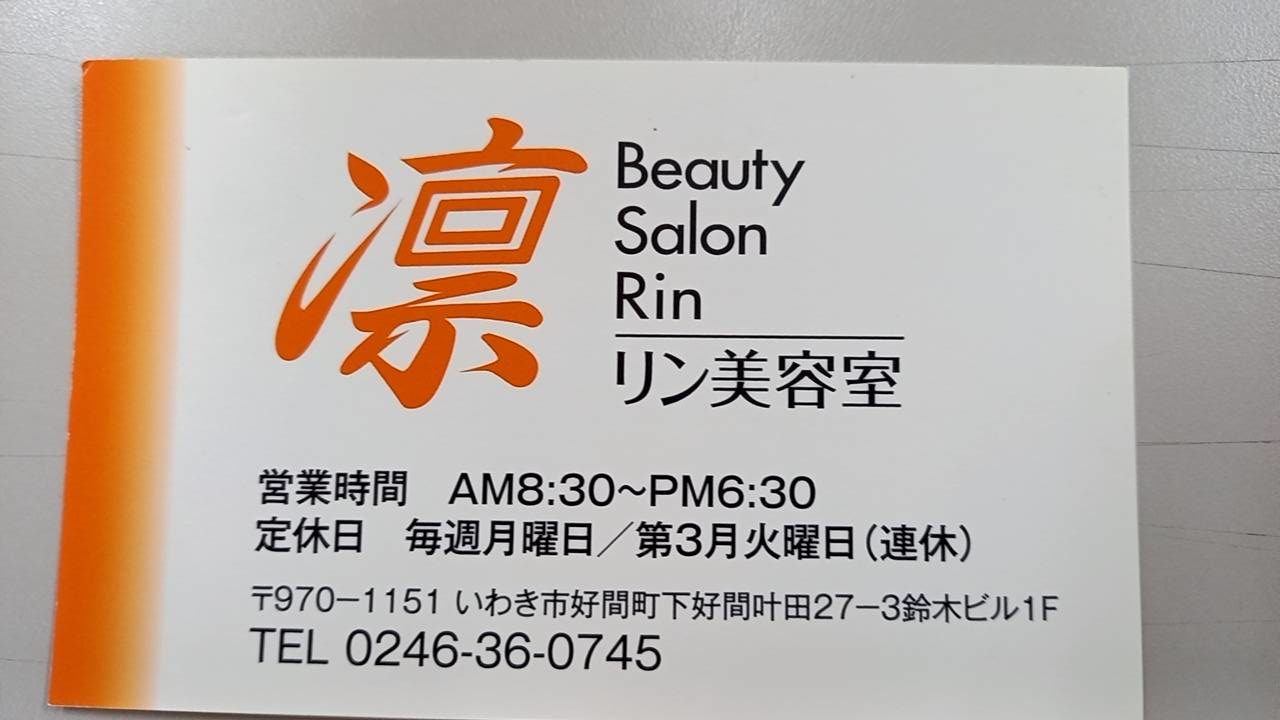 凛
Beauty
Salon
Rin
リン美容室
営業時間　AM8:30～PM6:30
定休日　毎週月曜日／第3月火曜日（連休）
〒970－1151 いわき市好間町下好間叶田27－3鈴木ビル1F
TEL 0246-36-0745